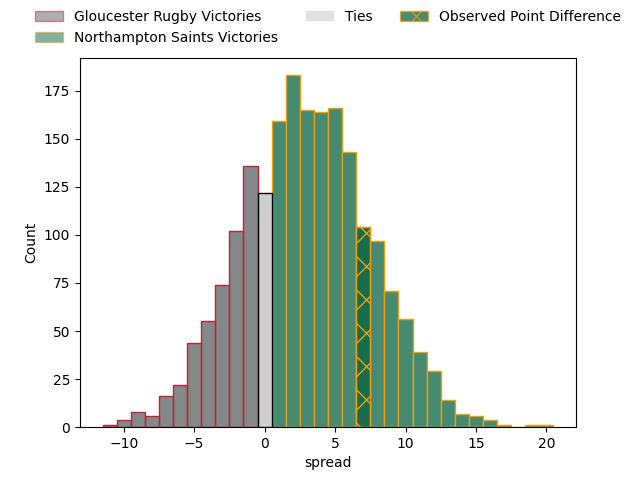 Gloucester Rugby Victories
Northampton Saints Victories
Ties
Observed Point Difference
Count
175
150
125
100
75
50
25
0
−10
−5
0
5
10
15
20
spread